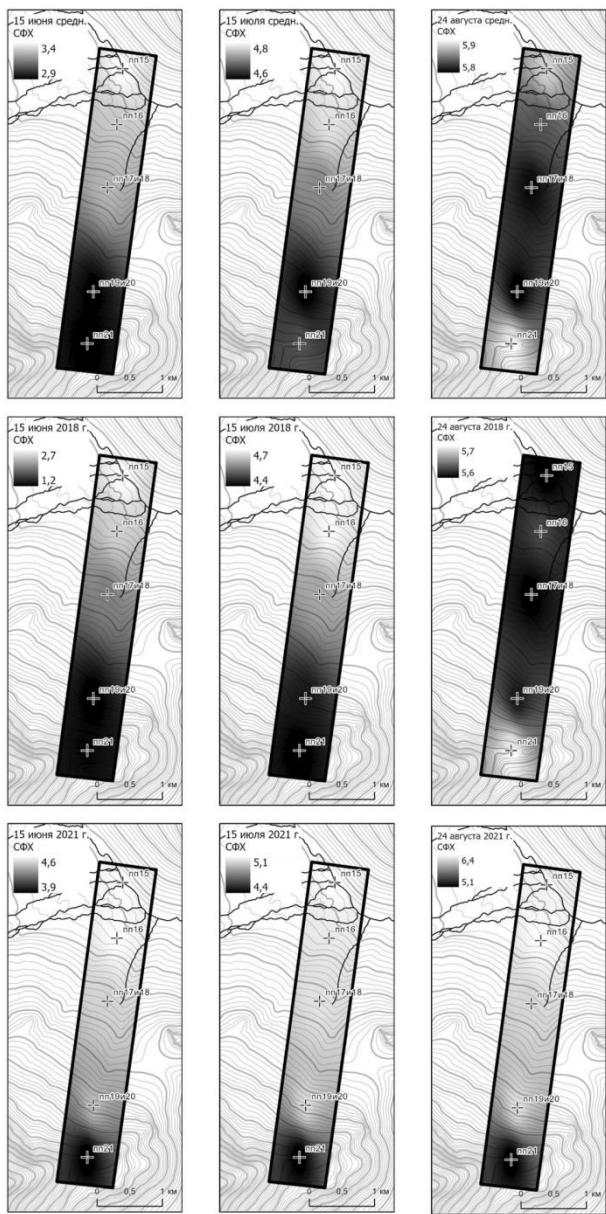 15 июня средн.
СФХ
3,4
2,9
пп15
пп16
пп17и18
пп19и20
пп21
0 0,5 1 км
15 июля средн.
СФХ
4,8
4,6
пп15
пп16
пп17и18
пп19и20
пп21
0 0,5 1 км
24 августа средн.
СФХ
5,9
5,8
пп15
пп16
пп17и18
пп19и20
пп21
0 0,5 1 км
15 июня 2018 г.
СФХ
2,7
1,2
пп15
пп16
пп17и18
пп19и20
пп21
0 0,5 1 км
15 июля 2018 г.
СФХ
4,7
4,4
пп15
пп16
пп17и18
пп19и20
пп21
0 0,5 1 км
24 августа 2018 г.
СФХ
5,7
5,6
пп15
пп16
пп17и18
пп19и20
пп21
0 0,5 1 км
15 июня 2021 г.
СФХ
4,6
3,9
пп15
пп16
пп17и18
пп19и20
пп21
0 0,5 1 км
15 июля 2021 г.
СФХ
5,1
4,4
пп15
пп16
пп17и18
пп19и20
пп21
0 0,5 1 км
24 августа 2021 г.
СФХ
6,4
5,1
пп15
пп16
пп17и18
пп19и20
пп21
0 0,5 1 км